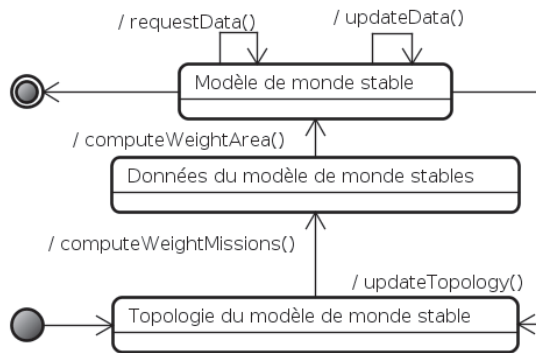 / requestData()
/ updateData()
Modèle de monde stable
/ computeWeightArea()
Données du modèle de monde stables
/ computeWeightMissions()
/ updateTopology()
Topologie du modèle de monde stable